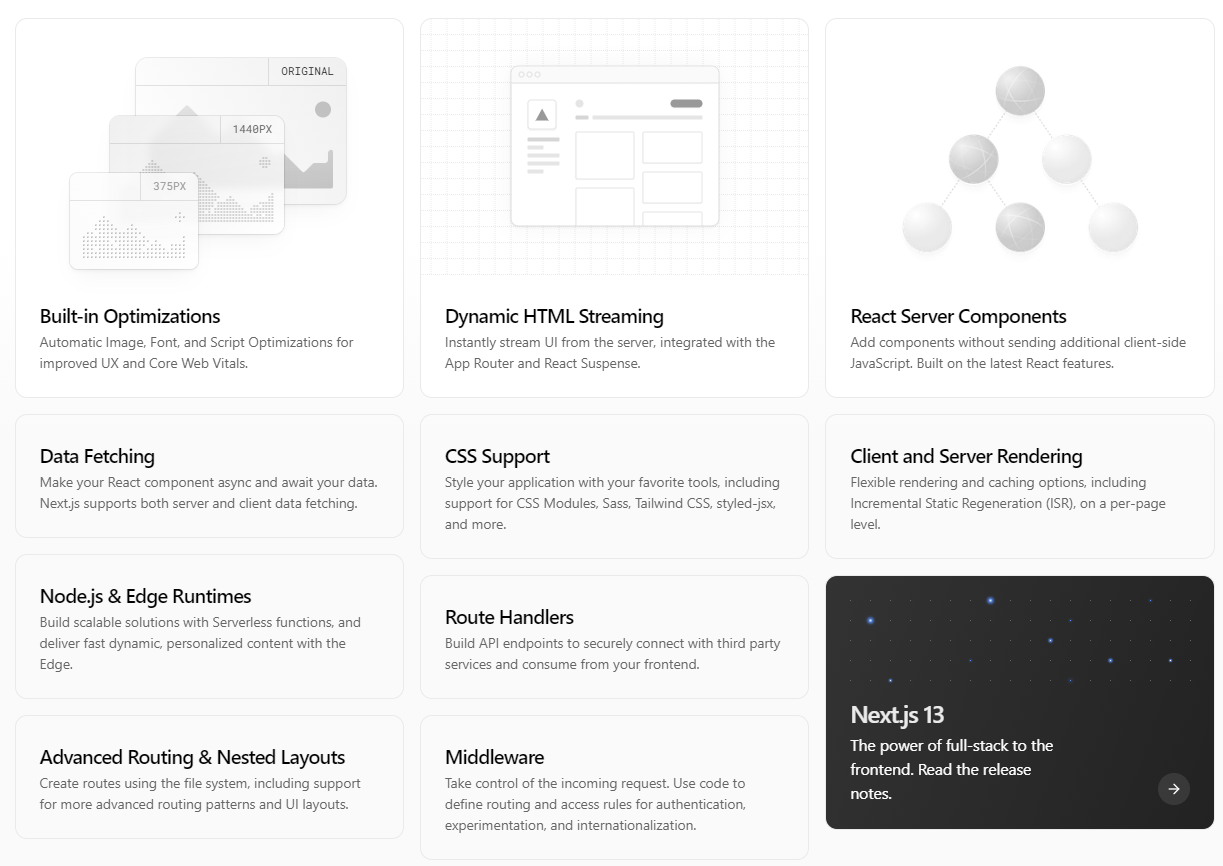 ORIGINAL
1440PX
375PX
Built-in Optimizations
Automatic Image, Font, and Script Optimizations for
improved UX and Core Web Vitals.
Dynamic HTML Streaming
Instantly stream UI from the server, integrated with the
App Router and React Suspense.
React Server Components
Add components without sending additional client-side
JavaScript. Built on the latest React features.
Data Fetching
Make your React component async and await your data.
Next.js supports both server and client data fetching.
CSS Support
Style your application with your favorite tools, including
support for CSS Modules, Sass, Tailwind CSS, styled-jsx,
and more.
Client and Server Rendering
Flexible rendering and caching options, including
Incremental Static Regeneration (ISR), on a per-page
level.
Node.js & Edge Runtimes
Build scalable solutions with Serverless functions, and
deliver fast dynamic, personalized content with the
Edge.
Route Handlers
Build API endpoints to securely connect with third party
services and consume from your frontend.
Next.js 13
The power of full-stack to the
frontend. Read the release
notes.
Advanced Routing & Nested Layouts
Create routes using the file system, including support
for more advanced routing patterns and UI layouts.
Middleware
Take control of the incoming request. Use code to
define routing and access rules for authentication,
experimentation, and internationalization.